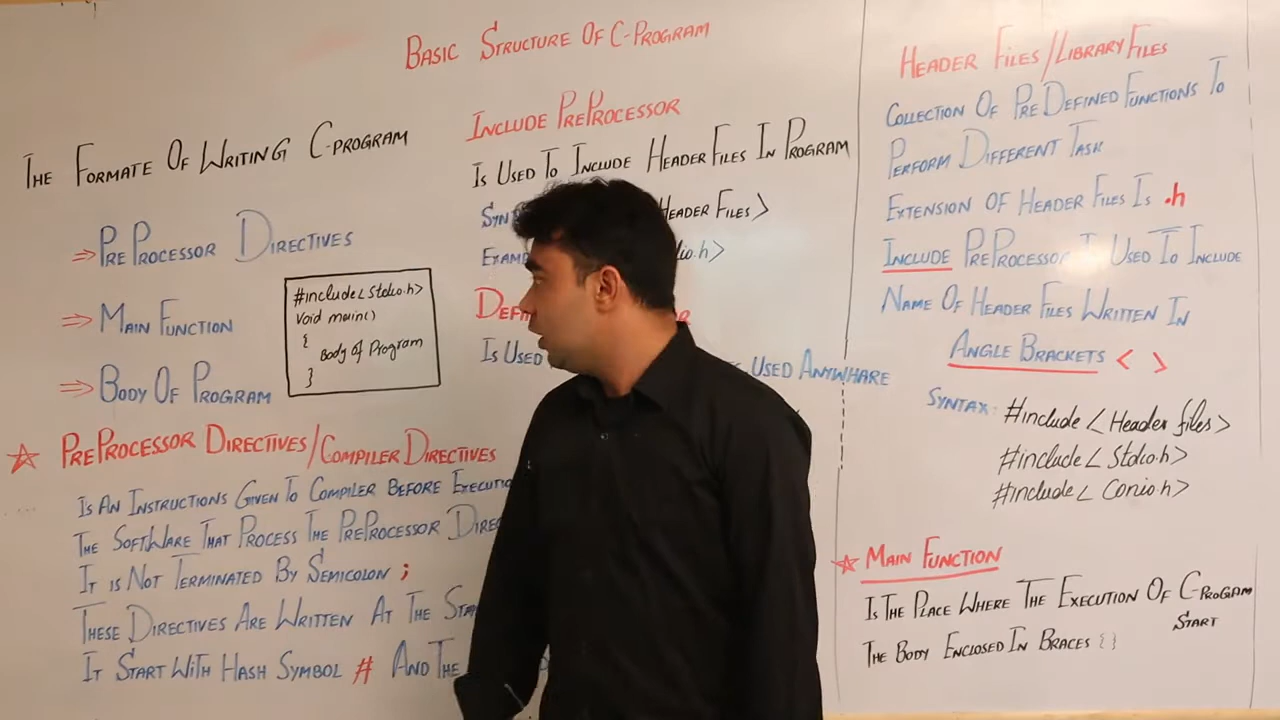 BASIC STRUCTURE OF C-PROGRAM
THE FORMATE OF WRITING C-PROGRAM
⇒ PREPROCESSOR DIRECTIVES
⇒ MAIN FUNCTION
⇒ BODY OF PROGRAM
#include<Stdio.h>
Void main()
{
Body of Program
}
☆ PREPROCESSOR DIRECTIVES/COMPILER DIRECTIVES
IS AN INSTRUCTIONS GIVEN TO COMPILER BEFORE
THE SOFTWARE THAT PROCESS THE PREPROCESSOR
IT IS NOT TERMINATED BY SEMICOLON ;
THESE DIRECTIVES ARE WRITTEN AT THE
IT START WITH HASH SYMBOL # AND THE
INCLUDE PREPROCESSOR
IS USED TO INCLUDE HEADER FILES IN PROGRAM
HEADER FILES>
.h>
IS USED
USED ANYWHARE
HEADER FILES/LIBRARY FILES
COLLECTION OF PRE DEFINED FUNCTIONS TO
PERFORM DIFFERENT TASK
EXTENSION OF HEADER FILES IS .h
INCLUDE PREPROCESSOR IS USED TO INCLUDE
NAME OF HEADER FILES WRITTEN IN
ANGLE BRACKETS < >
SYNTAX: #include <Header files>
#include< Stdio.h>
#include< Conio.h>
☆ MAIN FUNCTION
IS THE PLACE WHERE THE EXECUTION OF C-PROGRAM
START
THE BODY ENCLOSED IN BRACES { }